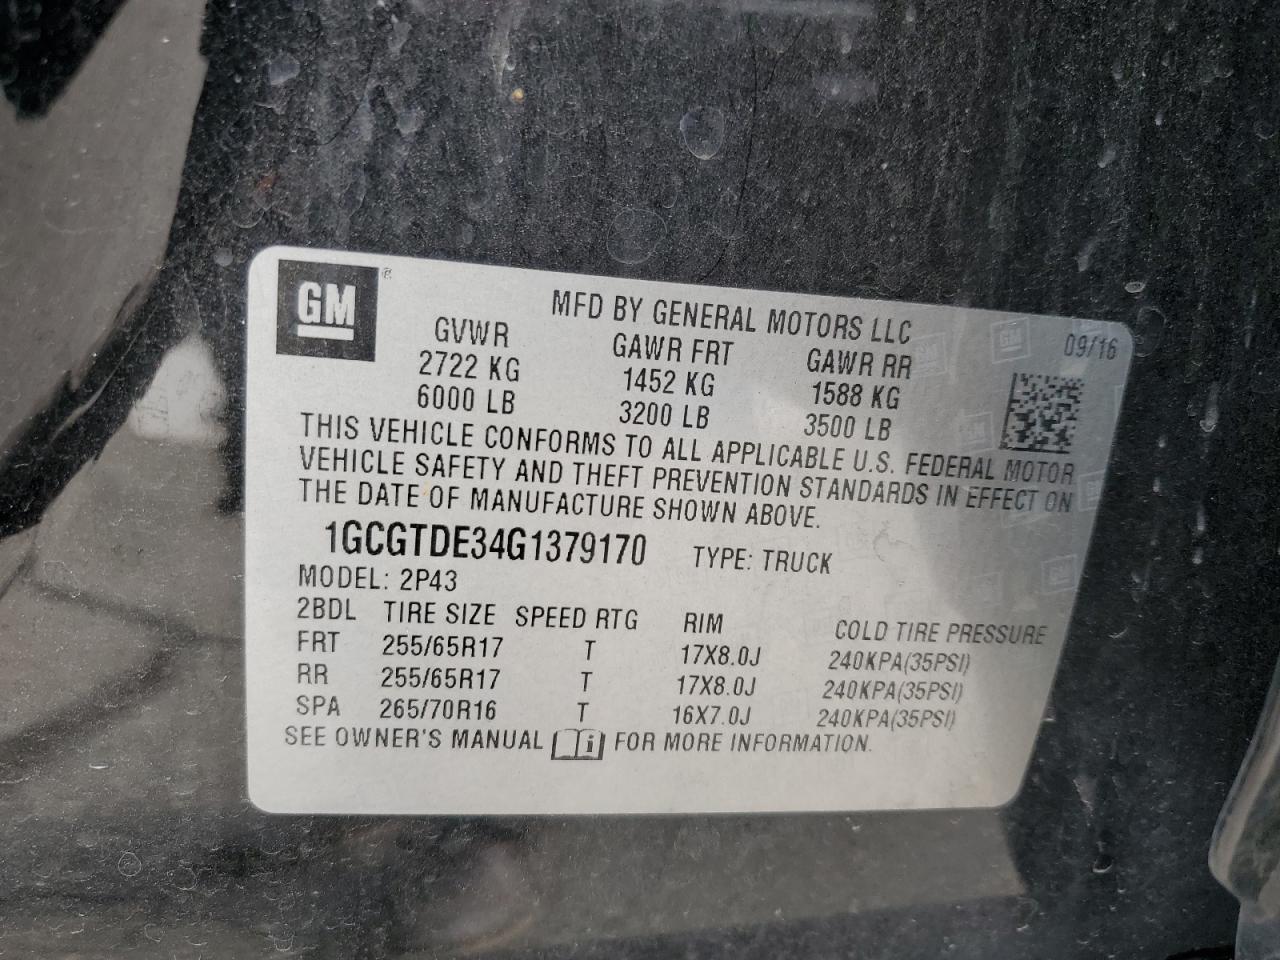 GM
MFD BY GENERAL MOTORS LLC
09/16
GVWR GAWR FRT GAWR RR
2722 KG 1452 KG 1588 KG
6000 LB 3200 LB 3500 LB
THIS VEHICLE CONFORMS TO ALL APPLICABLE U.S. FEDERAL MOTOR
VEHICLE SAFETY AND THEFT PREVENTION STANDARDS IN EFFECT ON
THE DATE OF MANUFACTURE SHOWN ABOVE.
1GCGTDE34G1379170 TYPE: TRUCK
MODEL: 2P43
2BDL TIRE SIZE SPEED RTG RIM COLD TIRE PRESSURE
FRT 255/65R17 T 17X8.0J 240KPA(35PSI)
RR 255/65R17 T 17X8.0J 240KPA(35PSI)
SPA 265/70R16 T 16X7.0J 240KPA(35PSI)
SEE OWNER'S MANUAL i FOR MORE INFORMATION.